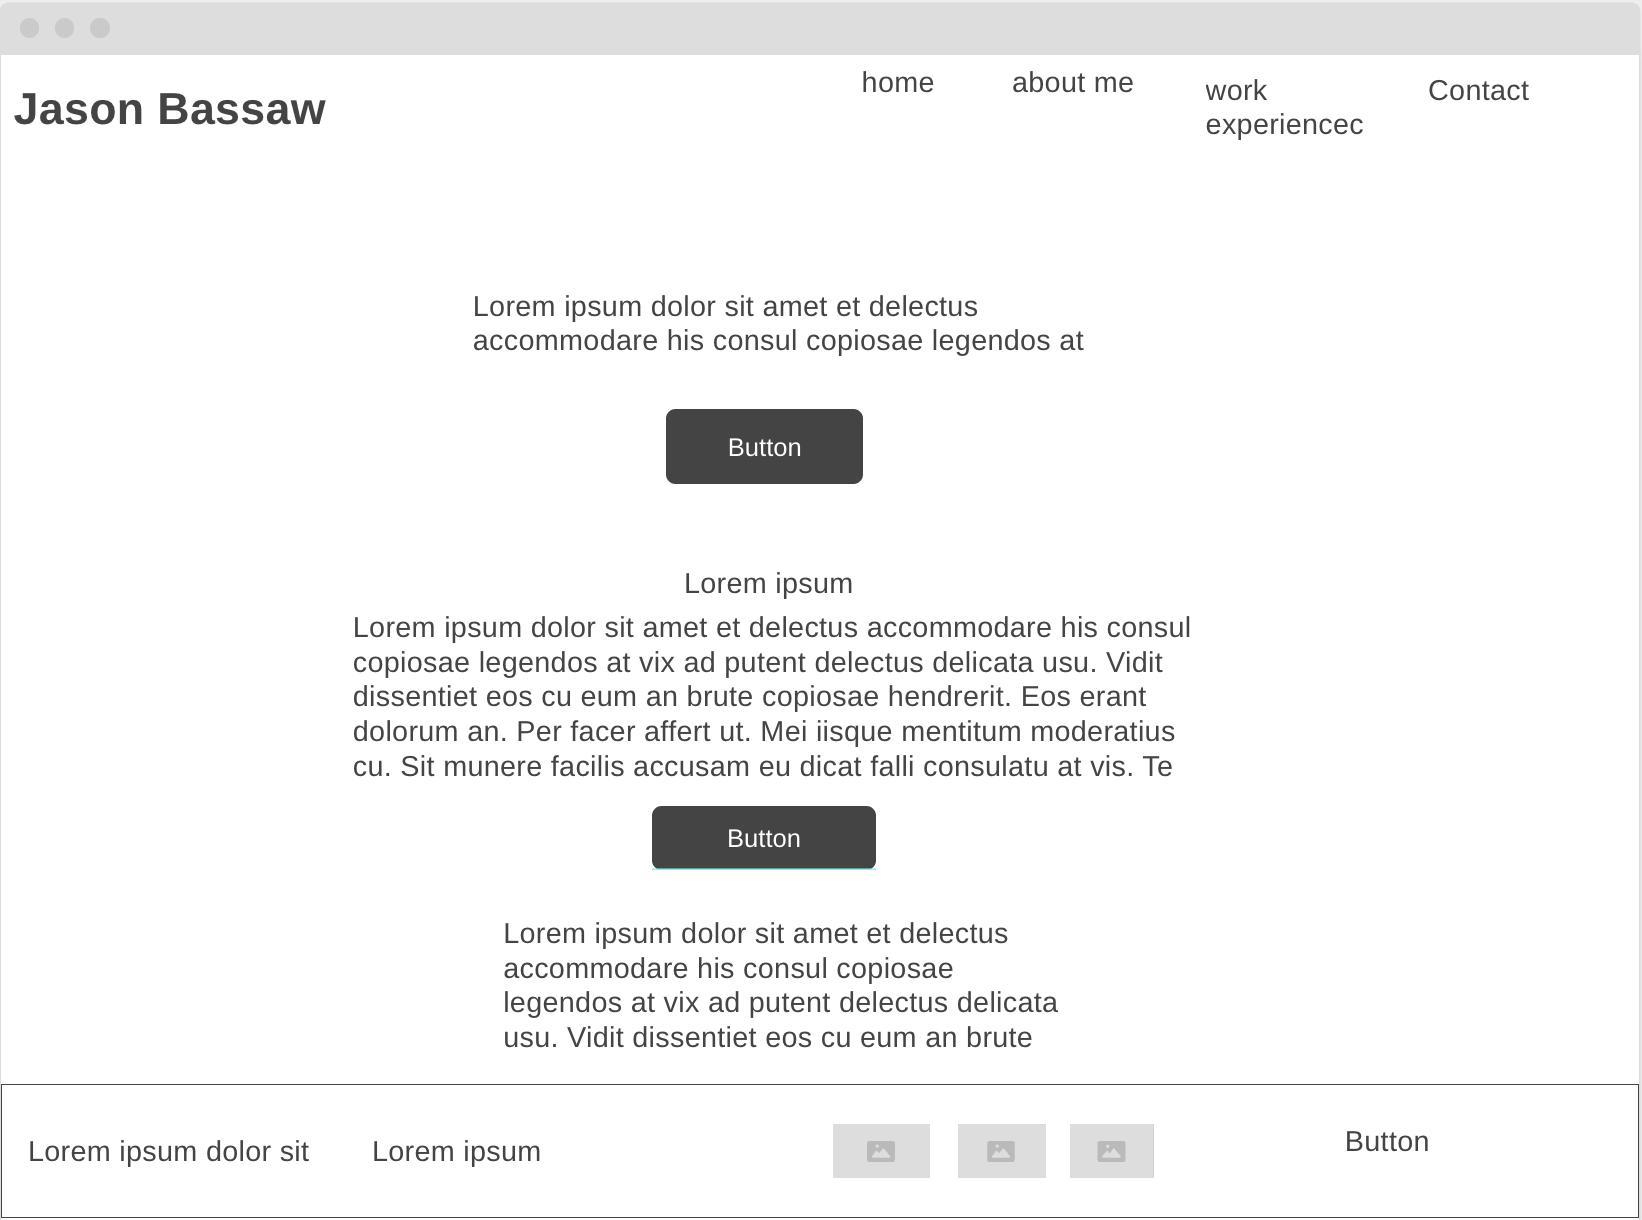 Jason Bassaw
home
about me
work
experiencec
Contact
Lorem ipsum dolor sit amet et delectus
accommodare his consul copiosae legendos at
Button
Lorem ipsum
Lorem ipsum dolor sit amet et delectus accommodare his consul
copiosae legendos at vix ad putent delectus delicata usu. Vidit
dissentiet eos cu eum an brute copiosae hendrerit. Eos erant
dolorum an. Per facer affert ut. Mei iisque mentitum moderatius
cu. Sit munere facilis accusam eu dicat falli consulatu at vis. Te
Button
Lorem ipsum dolor sit amet et delectus
accommodare his consul copiosae
legendos at vix ad putent delectus delicata
usu. Vidit dissentiet eos cu eum an brute
Lorem ipsum dolor sit
Lorem ipsum
Button